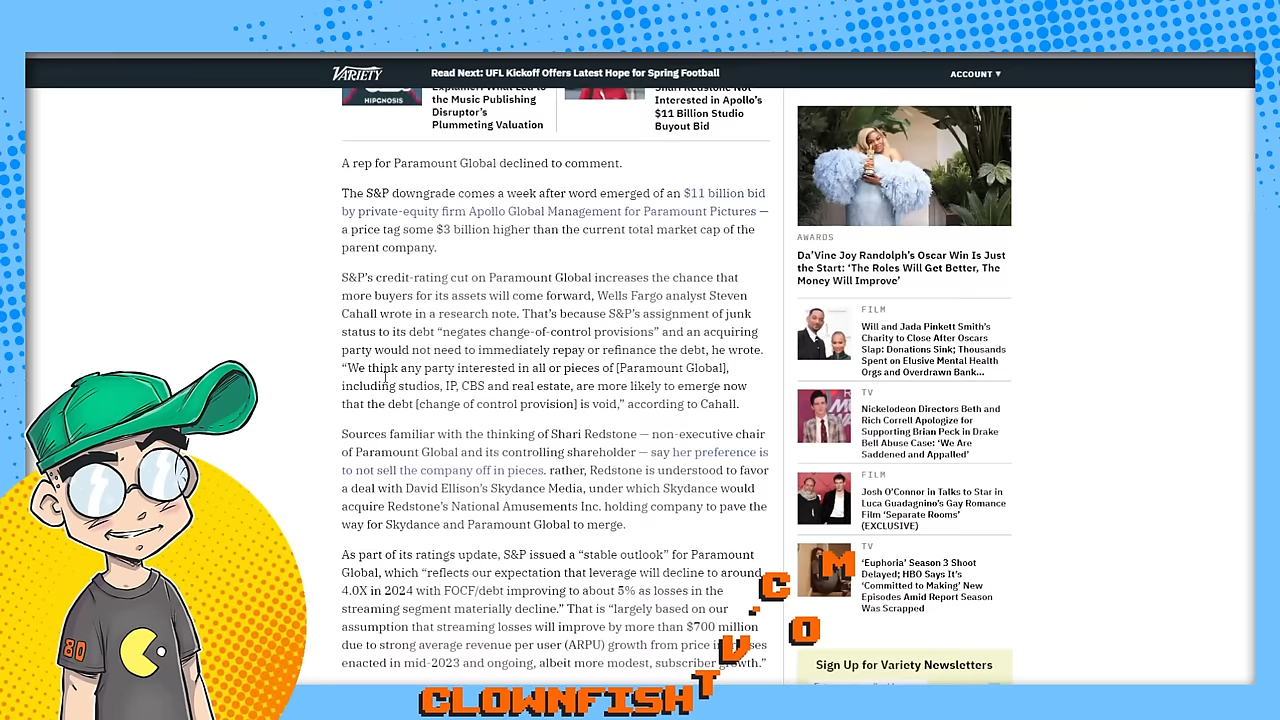 VARIETY
Read Next: UFL Kickoff Offers Latest Hope for Spring Football
ACCOUNT ▼
HIPGNOSIS
Explainer: What Led to
the Music Publishing
Disruptor's
Plummeting Valuation
Shari Redstone Not
Interested in Apollo's
$11 Billion Studio
Buyout Bid
A rep for Paramount Global declined to comment.
The S&P downgrade comes a week after word emerged of an $11 billion bid
by private-equity firm Apollo Global Management for Paramount Pictures —
a price tag some $3 billion higher than the current total market cap of the
parent company.
S&P's credit-rating cut on Paramount Global increases the chance that
more buyers for its assets will come forward, Wells Fargo analyst Steven
Cahall wrote in a research note. That's because S&P's assignment of junk
status to its debt “negates change-of-control provisions” and an acquiring
party would not need to immediately repay or refinance the debt, he wrote.
“We think any party interested in all or pieces of [Paramount Global],
including studios, IP, CBS and real estate, are more likely to emerge now
that the debt [change of control provision] is void,” according to Cahall.
Sources familiar with the thinking of Shari Redstone — non-executive chair
of Paramount Global and its controlling shareholder — say her preference is
to not sell the company off in pieces. rather, Redstone is understood to favor
a deal with David Ellison's Skydance Media, under which Skydance would
acquire Redstone's National Amusements Inc. holding company to pave the
way for Skydance and Paramount Global to merge.
As part of its ratings update, S&P issued a “stable outlook” for Paramount
Global, which “reflects our expectation that leverage will decline to around
4.0X in 2024 with FOCF/debt improving to about 5% as losses in the
streaming segment materially decline.” That is “largely based on our
assumption that streaming losses will improve by more than $700 million
due to strong average revenue per user (ARPU) growth from price
enacted in mid-2023 and ongoing, albeit more modest, subscriber growth.”
AWARDS
Da'Vine Joy Randolph's Oscar Win Is Just
the Start: ‘The Roles Will Get Better, The
Money Will Improve’
FILM
Will and Jada Pinkett Smith's
Charity to Close After Oscars
Slap: Donations Sink; Thousands
Spent on Elusive Mental Health
Orgs and Overdrawn Bank...
TV
Nickelodeon Directors Beth and
Rich Correll Apologize for
Supporting Brian Peck in Drake
Bell Abuse Case: ‘We Are
Saddened and Appalled’
FILM
Josh O'Connor in Talks to Star in
Luca Guadagnino's Gay Romance
Film ‘Separate Rooms’
(EXCLUSIVE)
TV
‘Euphoria’ Season 3 Shoot
Delayed; HBO Says It's
‘Committed to Making’ New
Episodes Amid Report Season
Was Scrapped
Sign Up for Variety Newsletters
80
CLOWNFISHTV.COM